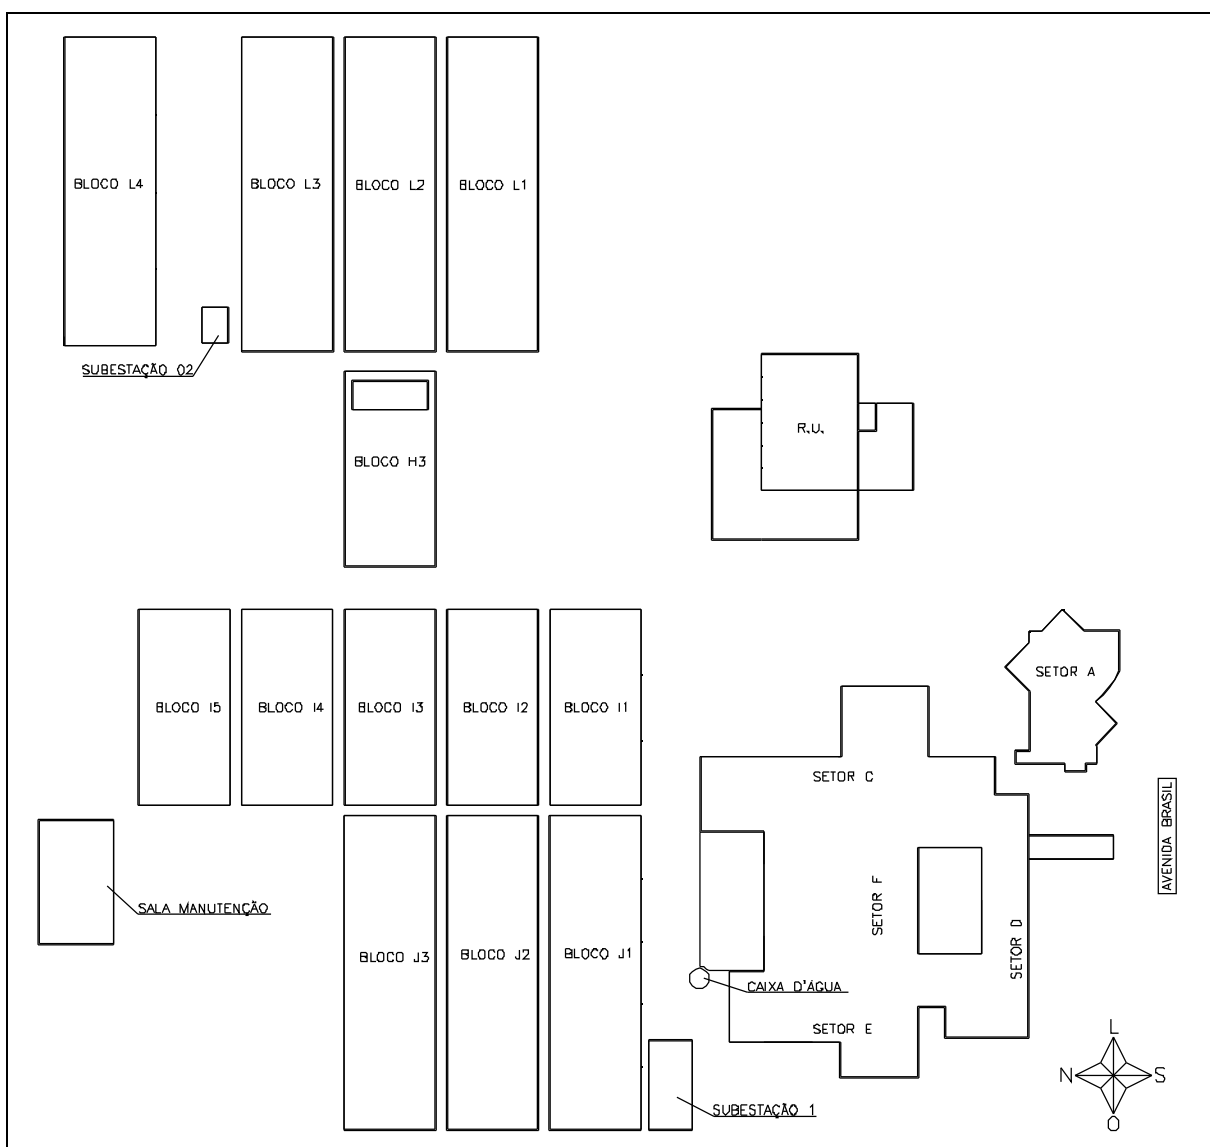 BLOCO L4
BLOCO L3
BLOCO L2
BLOCO L1
SUBESTAÇÃO 02
R.U.
BLOCO H3
SETOR A
BLOCO I5
BLOCO I4
BLOCO I3
BLOCO I2
BLOCO I1
SETOR C
AVENIDA BRASIL
SALA MANUTENÇÃO
SETOR F
SETOR D
BLOCO J3
BLOCO J2
BLOCO J1
CAIXA D'ÁGUA
SETOR E
L
N
S
O
SUBESTAÇÃO 1